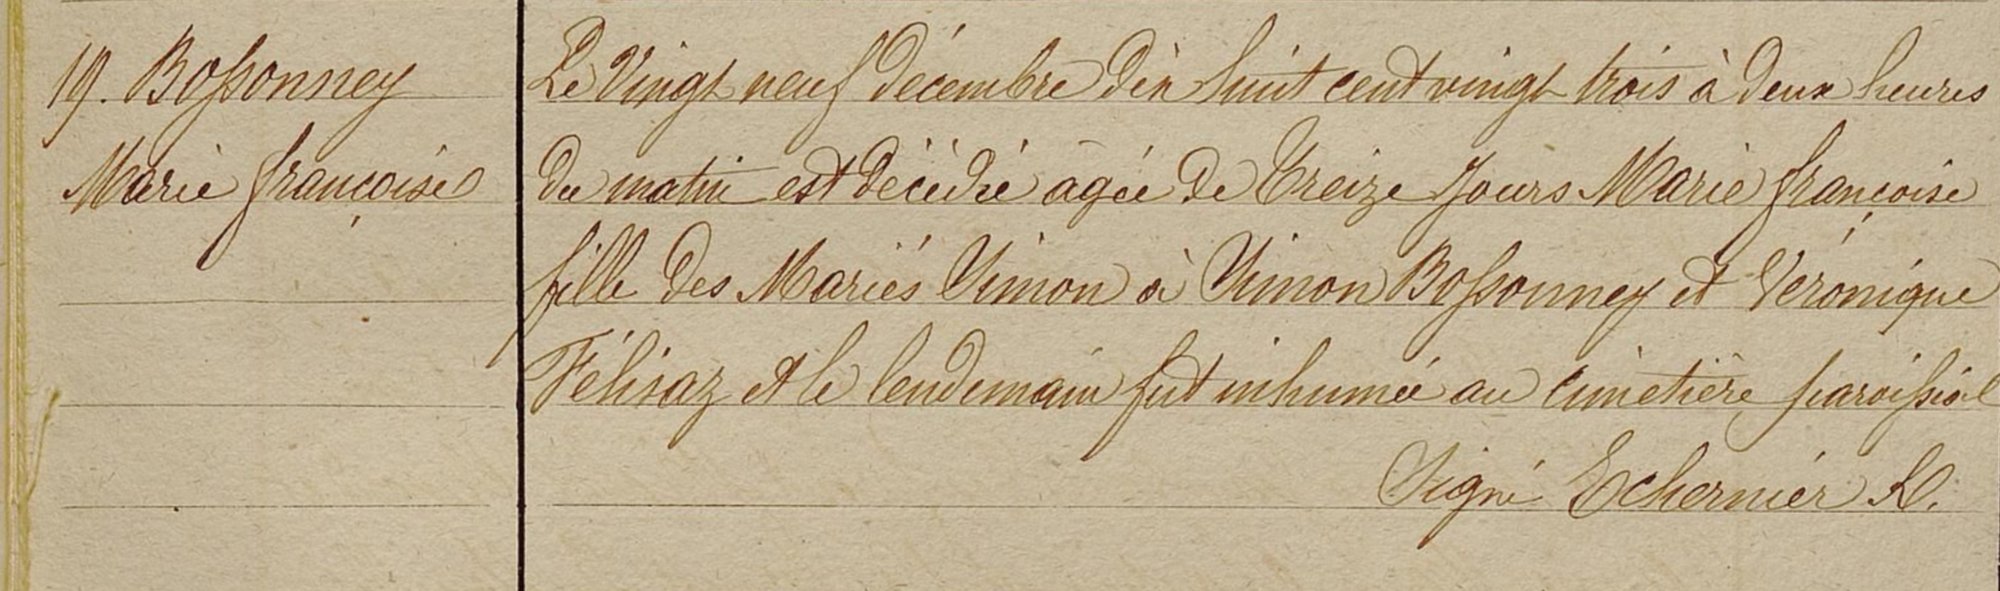 19. Bossonney
Marie françoise
Le Vingt neuf décembre dix huit cent vingt trois à deux heures
du matin est décédée agée de Treize Jours Marie françoise
fille des Mariés Simon à Simon Bossonney et Véronique
Félisaz et le lendemain fut inhumée au cimetière paroissial
Signé Echernier R.